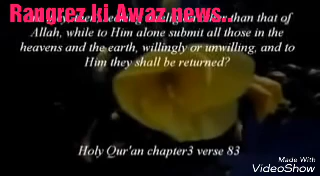 Rangrez ki Awaz news...
than that of
Allah, while to Him alone submit all those in the
heavens and the earth, willingly or unwilling, and to
Him they shall be returned?
Holy Qur'an chapter3 verse 83
Made With
VideoShow